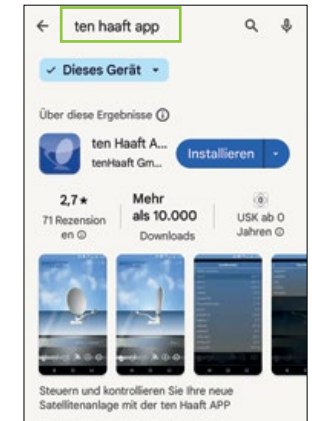 ten haaft app
Dieses Gerät
Über diese Ergebnisse
ten Haaft A...
tenHaaft Gm...
Installieren
2,7★
71 Rezension
en
Mehr
als 10.000
Downloads
USK ab 0
Jahren
Steuern und kontrollieren Sie Ihre neue
Satellitenanlage mit der ten Haaft APP